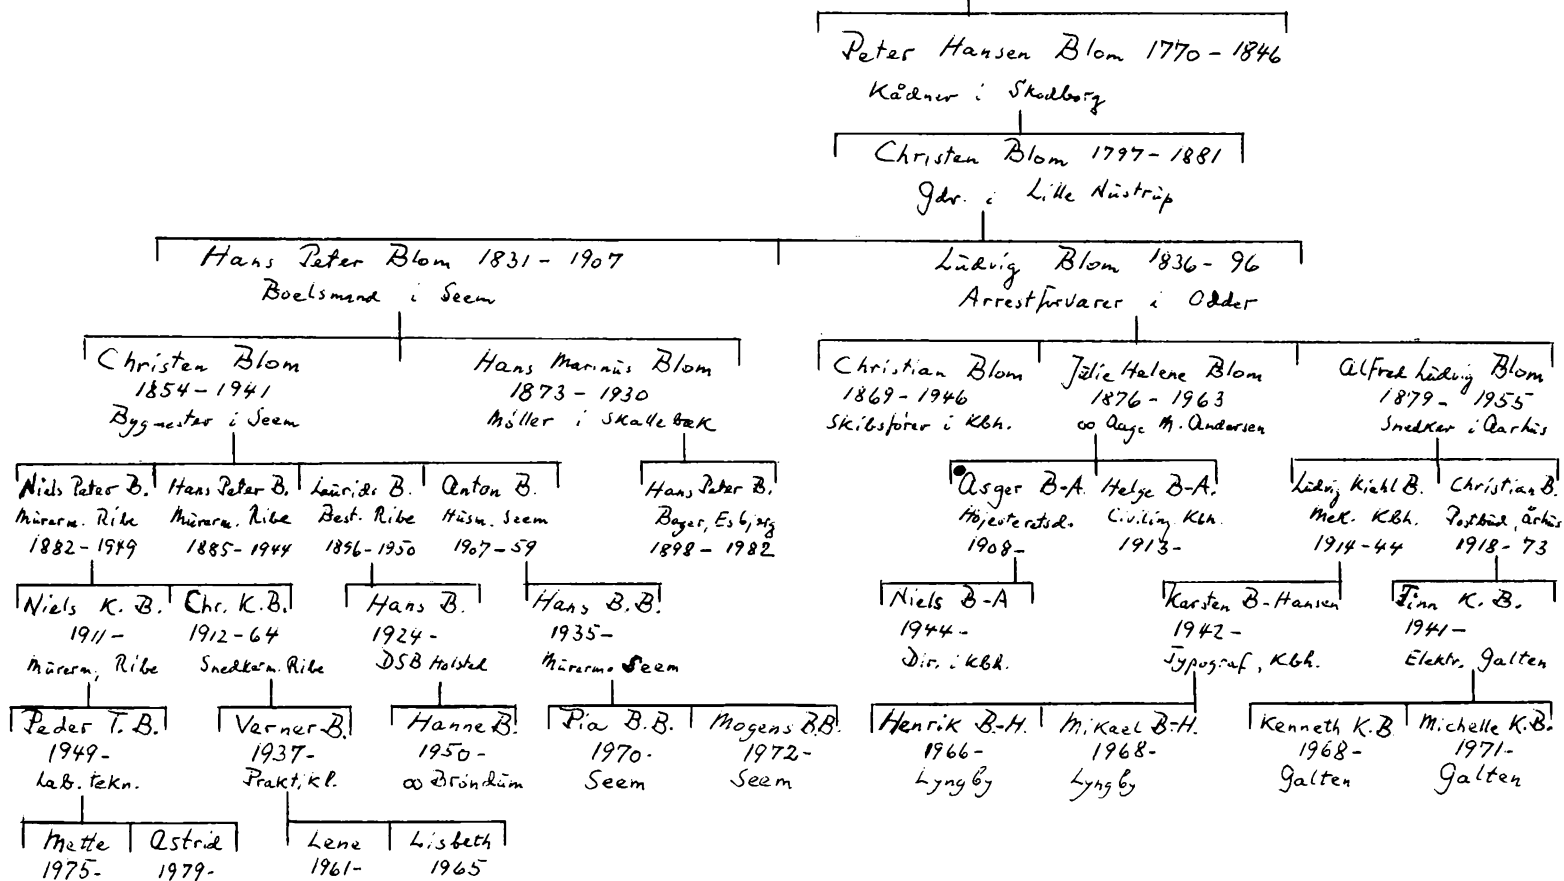 Peter Hansen Blom 1770 - 1846
Kådner i Skodborg
Christen Blom 1797 - 1881
Gdr. i Lille Nustrup
Hans Peter Blom 1831 - 1907
Boelsmand i Seem
Ludvig Blom 1836 - 96
Arrestforvarer i Odder
Christen Blom
1854 - 1941
Bygmester i Seem
Hans Marinus Blom
1873 - 1930
Møller i Skallebæk
Christian Blom
1869 - 1946
Skibsfører i Kbh.
Julie Helene Blom
1876 - 1963
∞ Aage M. Andersen
Alfred Ludvig Blom
1879 - 1955
Snedker i Aarhus
Niels Peter B.
Murerm. Ribe
1882 - 1949
Hans Peter B.
Murerm. Ribe
1885 - 1944
Laurids B.
Best. Ribe
1896 - 1950
Anton B.
Husm. Seem
1907 - 59
Hans Peter B.
Bager, Esbjerg
1898 - 1982
Asger B-A.
Højesteretsd.
1908 -
Helge B-A.
Civiling. Kbh.
1913 -
Ludvig Kiehl B.
Mek. Kbh.
1914 - 44
Christian B.
Postbud, Århus
1918 - 73
Niels K. B.
1911 -
Murerm, Ribe
Chr. K.B.
1912 - 64
Snedkerm. Ribe
Hans B.
1924 -
DSB Holsted
Hans B.B.
1935 -
Murerm. Seem
Niels B-A
1944 -
Dir. i Kbh.
Karsten B-Hansen
1942 -
Typograf, Kbh.
Finn K. B.
1941 -
Elektr. Galten
Peder T. B.
1949 -
Lab. tekn.
Verner B.
1937 -
Prakt. kl.
Hanne B.
1950 -
∞ Brøndum
Pia B.B.
1970 -
Seem
Mogens B.B.
1972 -
Seem
Henrik B-H.
1966 -
Lyngby
Mikael B-H.
1968 -
Lyngby
Kenneth K.B
1968 -
Galten
Michelle K.B.
1971 -
Galten
Mette
1975 -
Astrid
1979 -
Lene
1961 -
Lisbeth
1965